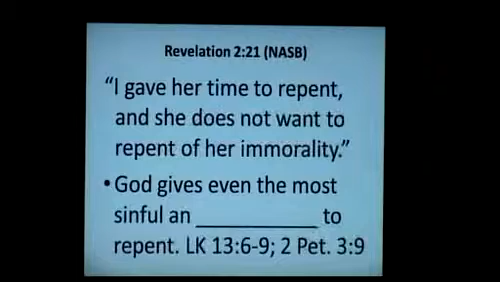 Revelation 2:21 (NASB)
“I gave her time to repent,
and she does not want to
repent of her immorality.”
• God gives even the most
sinful an ____________ to
repent. LK 13:6-9; 2 Pet. 3:9